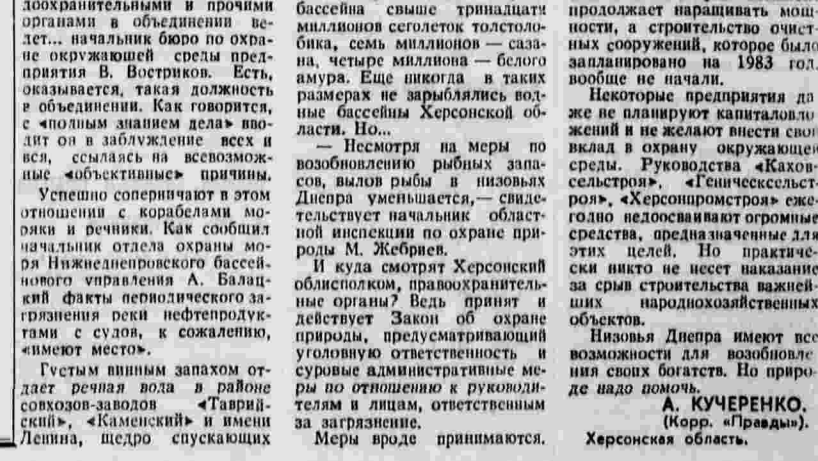 доохранительными и прочими
органами в объединении ве-
дет... начальник бюро по охра-
не окружающей среды пред-
приятия В. Востриков. Есть,
оказывается, такая должность
в объединении. Как говорится,
с «полным знанием дела» вво-
дит он в заблуждение всех и
вся, ссылаясь на всевозмож-
ные «объективные» причины.
Успешно соперничают в этом
отношении с корабелами мо-
ряки и речники. Как сообщил
начальник отдела охраны мо-
ря Нижнеднепровского бассей-
нового управления А. Балац-
кий факты периодического за-
грязнения реки нефтепродук-
тами с судов, к сожалению,
«имеют место».
Густым винным запахом от-
дает речная вода в районе
совхозов-заводов «Таврий-
ский», «Каменский» и имени
Ленина, щедро спускающих
бассейна свыше тринадцати
миллионов сеголеток толстоло-
бика, семь миллионов — саза-
на, четыре миллиона — белого
амура. Еще никогда в таких
размерах не зарыблялись вод-
ные бассейны Херсонской об-
ласти. Но...
— Несмотря на меры по
возобновлению рыбных запа-
сов, вылов рыбы в низовьях
Днепра уменьшается,— свиде-
тельствует начальник област-
ной инспекции по охране при-
роды М. Жебриев.
И куда смотрят Херсонский
облисполком, правоохранитель-
ные органы? Ведь принят и
действует Закон об охране
природы, предусматривающий
уголовную ответственность и
суровые административные ме-
ры по отношению к руководи-
телям и лицам, ответственным
за загрязнение.
Меры вроде принимаются.
продолжает наращивать мощ-
ности, а строительство очист-
ных сооружений, которое было
запланировано на 1983 год,
вообще не начали.
Некоторые предприятия да
же не планируют капиталовло
жений и не желают внести свой
вклад в охрану окружающей
среды. Руководства «Кахов-
сельстроя», «Геническсельст-
роя», «Херсонпромстроя» еже-
годно недоосваивают огромные
средства, предназначенные для
этих целей. Но практиче-
ски никто не несет наказание
за срыв строительства важней-
ших народнохозяйственных
объектов.
Низовья Днепра имеют все
возможности для возобновле
ния своих богатств. Но приро-
де надо помочь.
А. КУЧЕРЕНКО.
(Корр. «Правды»).
Херсонская область.